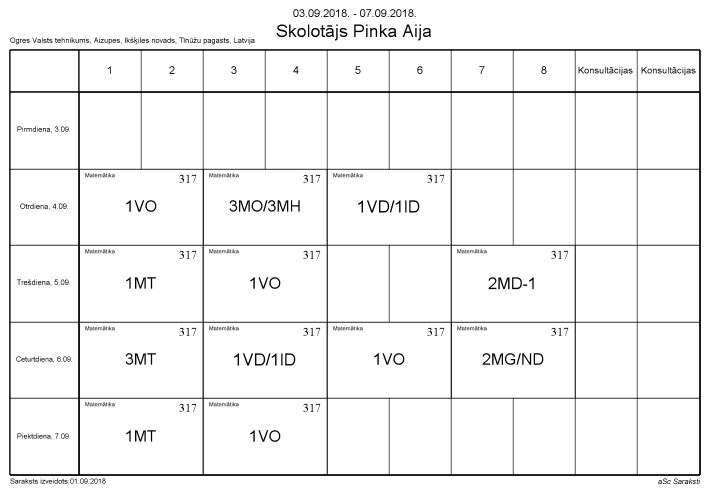 03.09.2018. - 07.09.2018.
Skolotājs Pinka Aija
Ogres Valsts tehnikums, Aizupes, Ikšķiles novads, Tīnūžu pagasts, Latvija
1 2 3 4 5 6 7 8 Konsultācijas Konsultācijas
Pirmdiena, 3.09.
Matemātika 317 Matemātika 317 Matemātika 317
Otrdiena, 4.09. 1VO 3MO/3MH 1VD/1ID
Matemātika 317 Matemātika 317 Matemātika 317
Trešdiena, 5.09. 1MT 1VO 2MD-1
Matemātika 317 Matemātika 317 Matemātika 317 Matemātika 317
Ceturtdiena, 6.09. 3MT 1VD/1ID 1VO 2MG/ND
Matemātika 317 Matemātika 317
Piektdiena, 7.09. 1MT 1VO
Saraksts izveidots:01.09.2018 aSc Saraksti